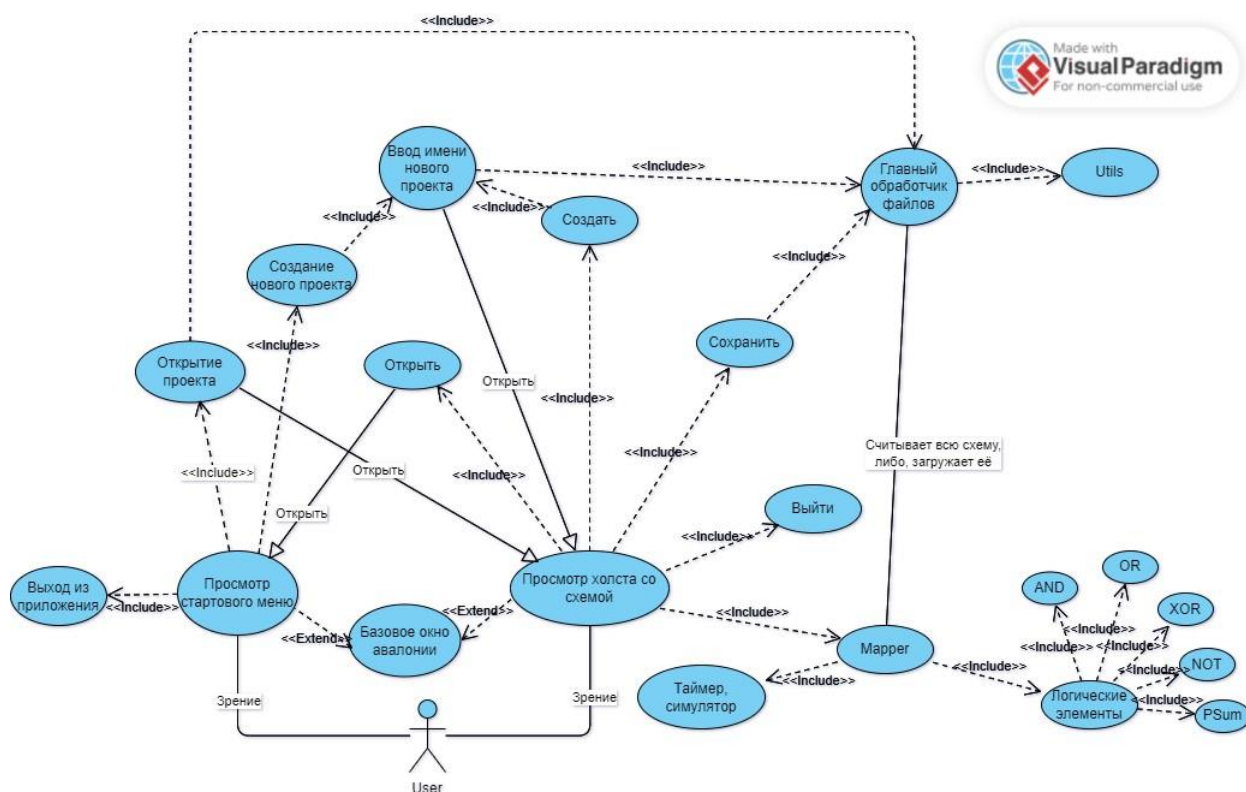 <<Include>>
Made with
Visual Paradigm
For non-commercial use
Ввод имени
нового
проекта
<<Include>>
Главный
обработчик
файлов
<<Include>>
Utils
<<Include>>
<<Include>>
Создать
Создание
нового проекта
<<Include>>
<<Include>>
Сохранить
Открытие
проекта
Открыть
Открыть
<<Include>>
Считывает всю схему,
либо, загружает её
<<Include>>
Открыть
<<Include>>
<<Include>>
Открыть
Выйти
<<Include>>
Выход из
приложения
<<Include>>
Просмотр
стартового меню
Просмотр холста со
схемой
<<Extend>>
<<Extend>>
Базовое окно
авалонии
<<Include>>
Mapper
AND
OR
XOR
NOT
PSum
<<Include>>
<<Include>>
<<Include>>
<<Include>>
<<Include>>
<<Include>>
Логические
элементы
<<Include>>
Таймер,
симулятор
Зрение
Зрение
User